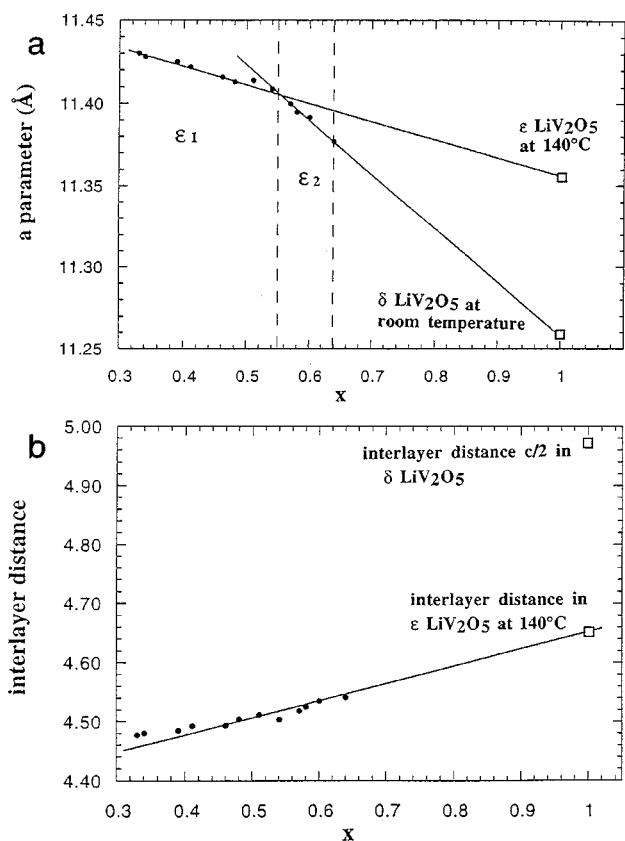 a
11.45
11.40
11.35
11.30
11.25
a parameter (Å)
ε1
ε2
ε LiV2O5
at 140°C
δ LiV2O5 at
room temperature
0.3 0.4 0.5 0.6 0.7 0.8 0.9 1
x
b
5.00
4.90
4.80
4.70
4.60
4.50
4.40
interlayer distance
interlayer distance c/2 in
δ LiV2O5
interlayer distance in
ε LiV2O5 at 140°C
0.3 0.4 0.5 0.6 0.7 0.8 0.9 1
x